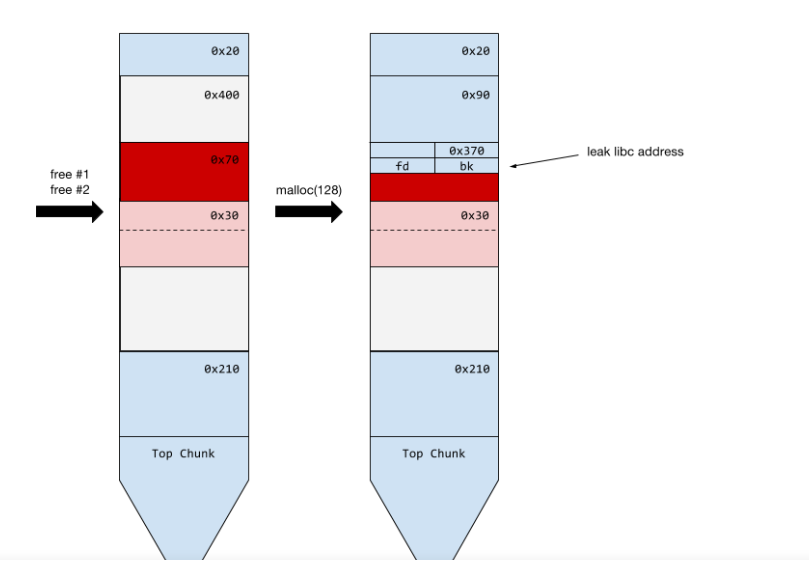 0x20
0x400
0x70
free #1
free #2
0x30
0x210
Top Chunk
malloc(128)
0x20
0x90
0x370
fd bk
leak libc address
0x30
0x210
Top Chunk